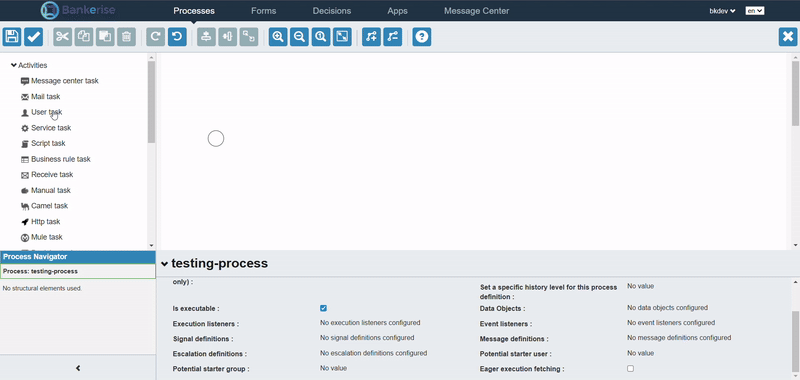 Bankerise Processes Forms Decisions Apps Message Center bkdev en
Activities
Message center task
Mail task
User task
Service task
Script task
Business rule task
Receive task
Manual task
Camel task
Http task
Mule task
Process Navigator
Process: testing-process
No structural elements used.
testing-process
only) :
Set a specific history level for this process definition : No value
Is executable :
Data Objects : No data objects configured
Execution listeners : No execution listeners configured
Event listeners : No event listeners configured
Signal definitions : No signal definitions configured
Message definitions : No message definitions configured
Escalation definitions : No escalation definitions configured
Potential starter user : No value
Potential starter group : No value
Eager execution fetching :